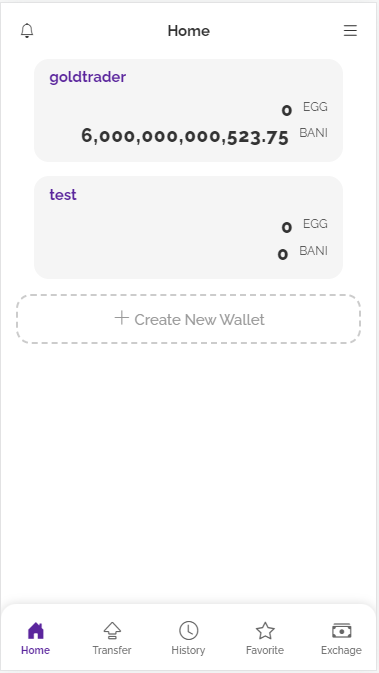 Home
goldtrader
0 EGG
6,000,000,000,523.75 BANI
test
0 EGG
0 BANI
Create New Wallet
Home Transfer History Favorite Exchage